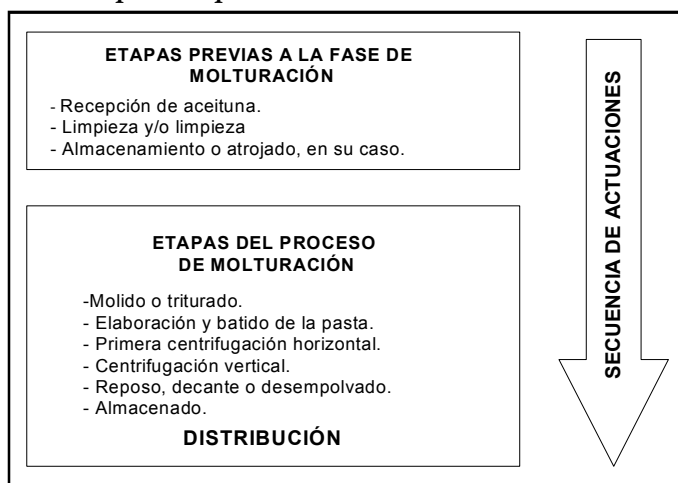 ETAPAS PREVIAS A LA FASE DE
MOLTURACIÓN
- Recepción de aceituna.
- Limpieza y/o limpieza
- Almacenamiento o atrojado, en su caso.
ETAPAS DEL PROCESO
DE MOLTURACIÓN
-Molido o triturado.
- Elaboración y batido de la pasta.
- Primera centrifugación horizontal.
- Centrifugación vertical.
- Reposo, decante o desempolvado.
- Almacenado.
DISTRIBUCIÓN
SECUENCIA DE ACTUACIONES